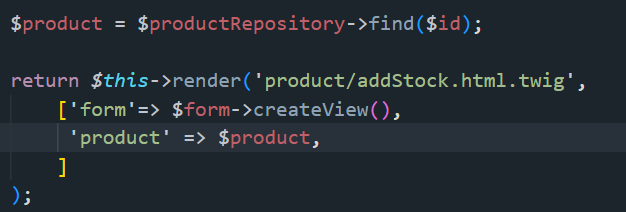 $product = $productRepository->find($id);
return $this->render('product/addStock.html.twig',
['form'=> $form->createView(),
'product' => $product,
]
);